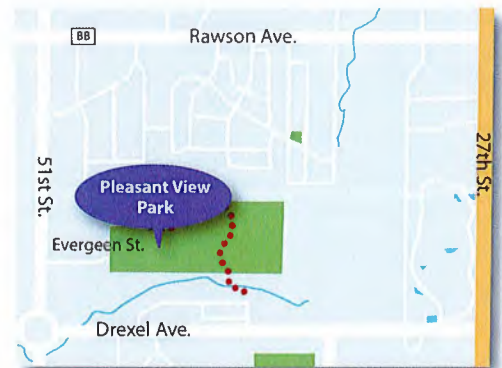 BB
Rawson Ave.
51st St.
27th St.
Pleasant View
Park
Evergeen St.
Drexel Ave.